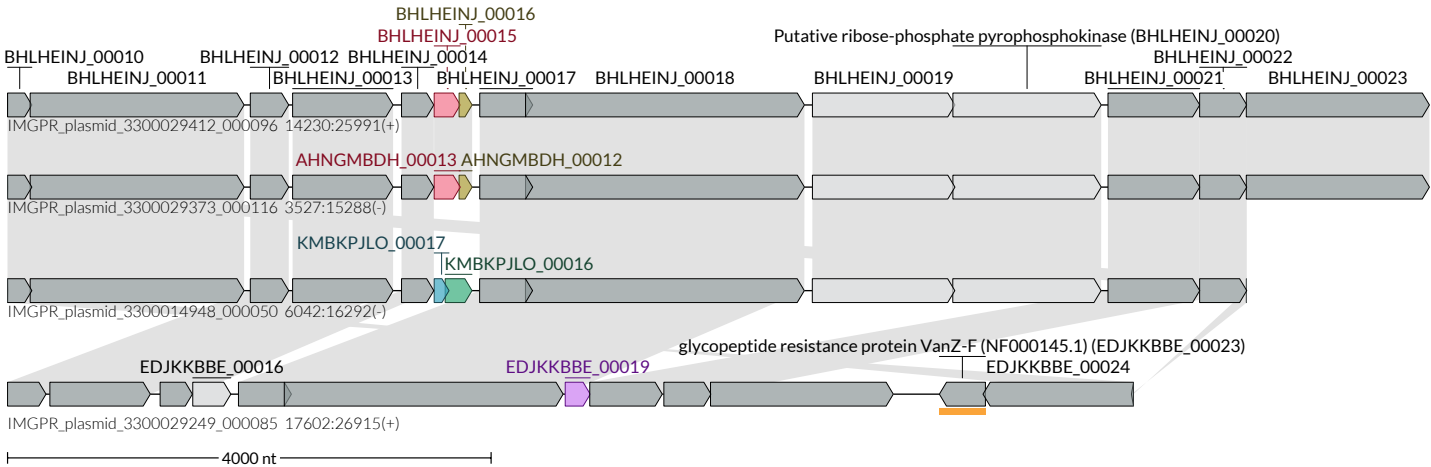 BHLHEINJ_00016
BHLHEINJ_00015
Putative ribose-phosphate pyrophosphokinase (BHLHEINJ_00020)
BHLHEINJ_00010
BHLHEINJ_00012
BHLHEINJ_00014
BHLHEINJ_00022
BHLHEINJ_00011
BHLHEINJ_00013
BHLHEINJ_00017
BHLHEINJ_00018
BHLHEINJ_00019
BHLHEINJ_00021
BHLHEINJ_00023
IMGPR_plasmid_3300029412_000096 14230:25991(+)
AHNGMBDH_00013
AHNGMBDH_00012
IMGPR_plasmid_3300029373_000116 3527:15288(-)
KMBKPJLO_00017
KMBKPJLO_00016
IMGPR_plasmid_3300014948_000050 6042:16292(-)
glycopeptide resistance protein VanZ-F (NF000145.1) (EDJKKBBE_00023)
EDJKKBBE_00016
EDJKKBBE_00019
EDJKKBBE_00024
IMGPR_plasmid_3300029249_000085 17602:26915(+)
4000 nt